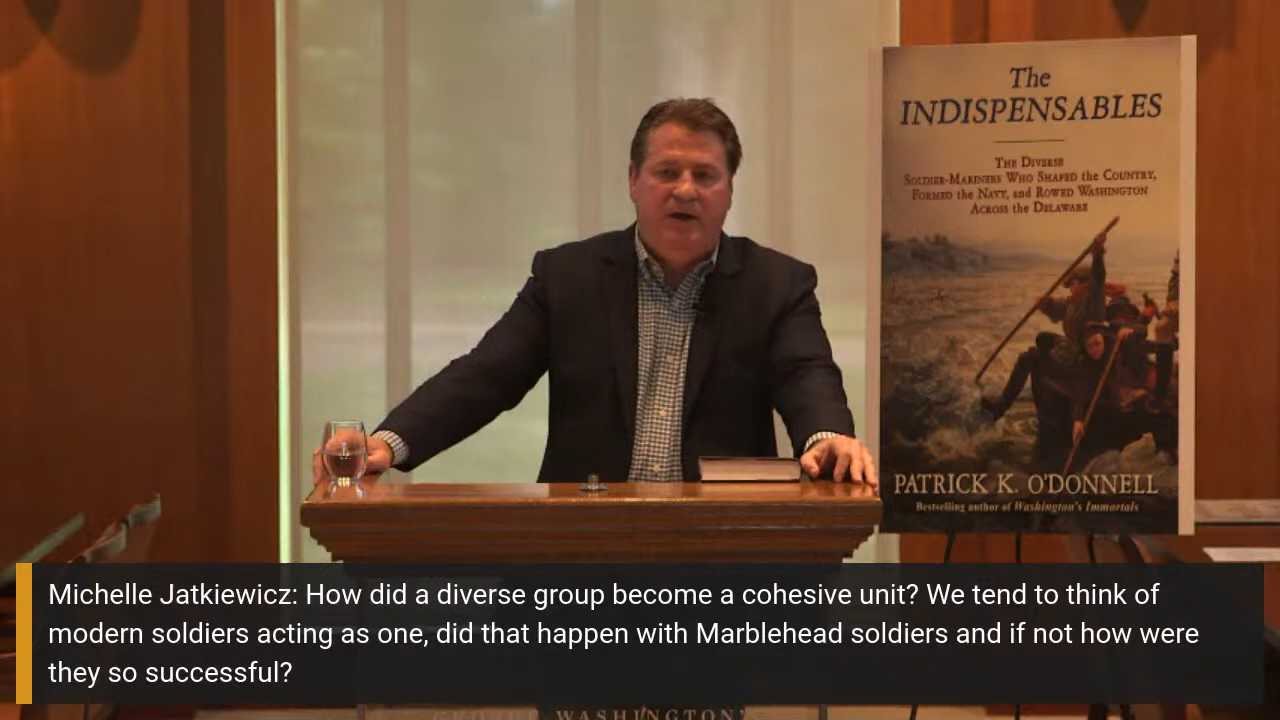 The
INDISPENSABLES
THE DIVERSE
SOLDIER-MARINERS WHO SHAPED the COUNTRY,
FORMED the NAVY, and ROWED WASHINGTON
ACROSS the DELAWARE
PATRICK K. O'DONNELL
Bestselling author of Washington's Immortals
Michelle Jatkiewicz: How did a diverse group become a cohesive unit? We tend to think of
modern soldiers acting as one, did that happen with Marblehead soldiers and if not how were
they so successful?
GEORGE WASHINGTON'S